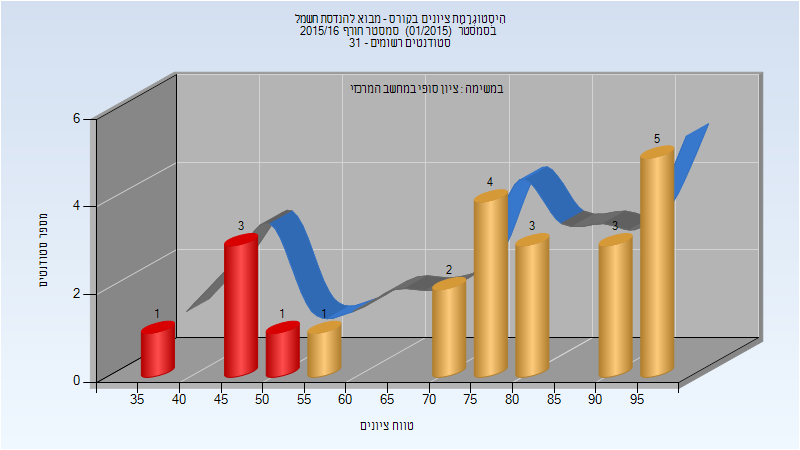 היסטוגרמת ציונים בקורס - מבוא להנדסת חשמל
בסמסטר (01/2015) סמסטר חורף 2015/16
סטודנטים רשומים - 31
במשימה : ציון סופי במחשב המרכזי
מספר סטודנטים
6
4
2
0
1
3
1
1
2
4
3
3
5
35 40 45 50 55 60 65 70 75 80 85 90 95
טווח ציונים